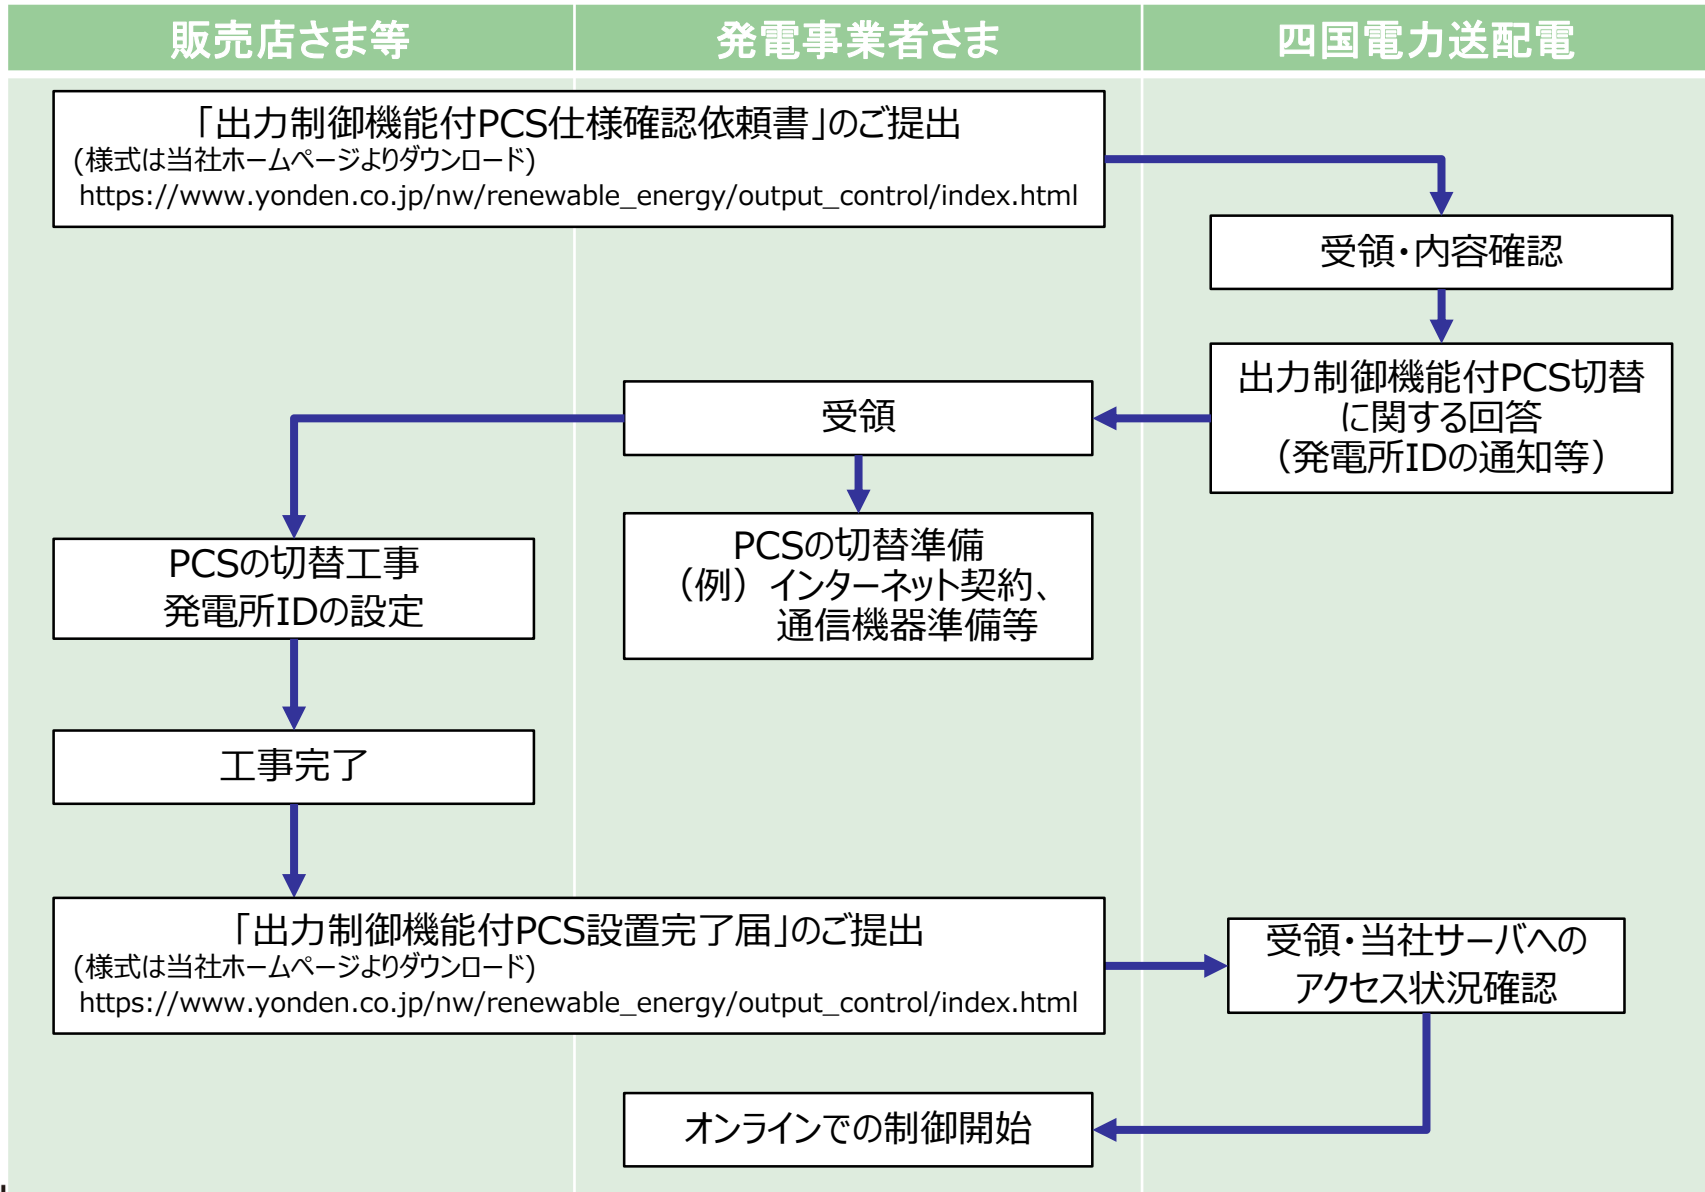 販売店さま等
発電事業者さま
四国電力送配電
「出力制御機能付PCS仕様確認依頼書」のご提出
(様式は当社ホームページよりダウンロード)
https://www.yonden.co.jp/nw/renewable_energy/output_control/index.html
受領・内容確認
出力制御機能付PCS切替
に関する回答
（発電所IDの通知等）
受領
PCSの切替準備
（例）インターネット契約、
通信機器準備等
PCSの切替工事
発電所IDの設定
工事完了
「出力制御機能付PCS設置完了届」のご提出
(様式は当社ホームページよりダウンロード)
https://www.yonden.co.jp/nw/renewable_energy/output_control/index.html
受領・当社サーバへの
アクセス状況確認
オンラインでの制御開始